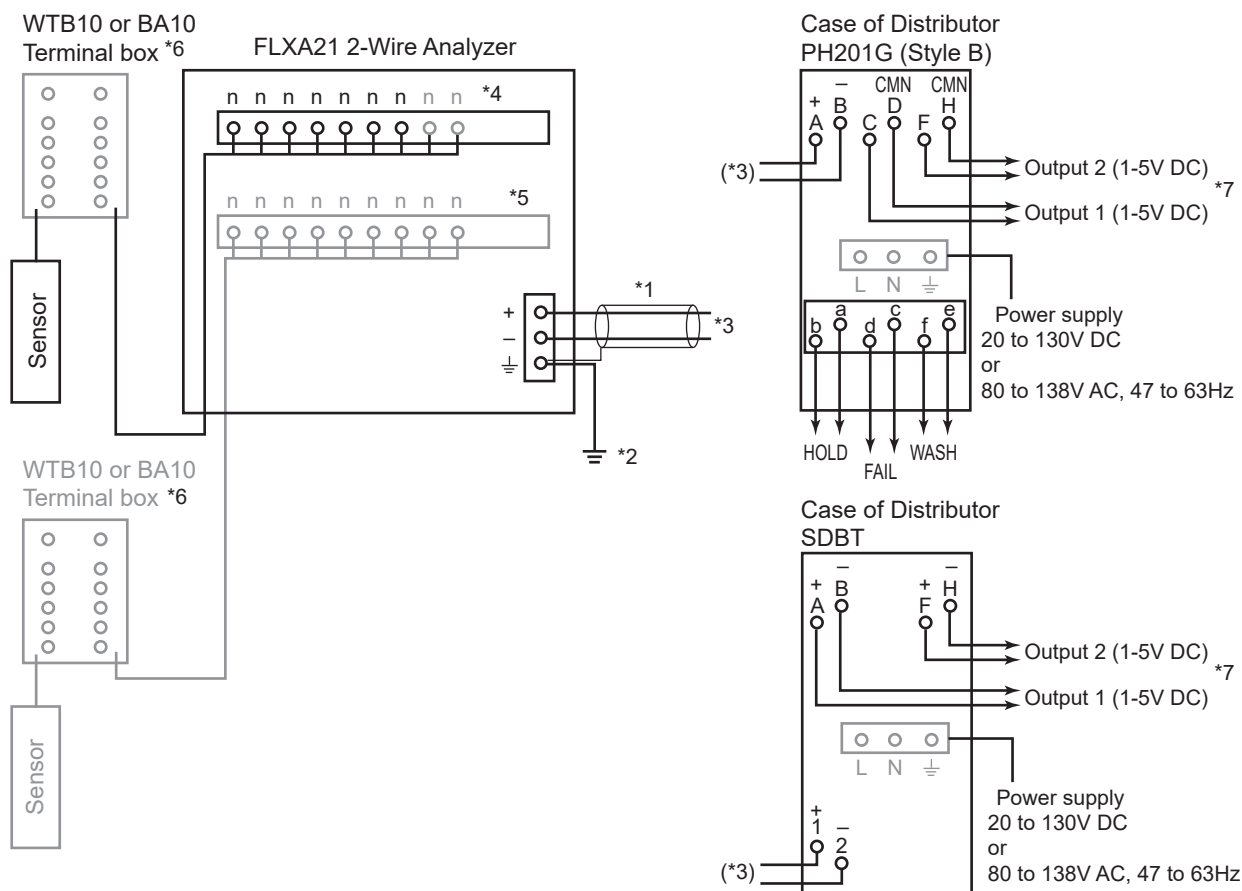 WTB10 or BA10
Terminal box *6
FLXA21 2-Wire Analyzer
n n n n n n n n n *4
n n n n n n n n n *5
Sensor
+
–
*1
*3
*2
WTB10 or BA10
Terminal box *6
Sensor
Case of Distributor
PH201G (Style B)
– CMN CMN
+ B D H
A C F
(*3)
Output 2 (1-5V DC)
*7
Output 1 (1-5V DC)
L N
Power supply
20 to 130V DC
or
80 to 138V AC, 47 to 63Hz
a c e
b d f
HOLD WASH
FAIL
Case of Distributor
SDBT
– –
+ B + H
A F
Output 2 (1-5V DC)
*7
Output 1 (1-5V DC)
L N
Power supply
20 to 130V DC
or
80 to 138V AC, 47 to 63Hz
+ –
1 2
(*3)